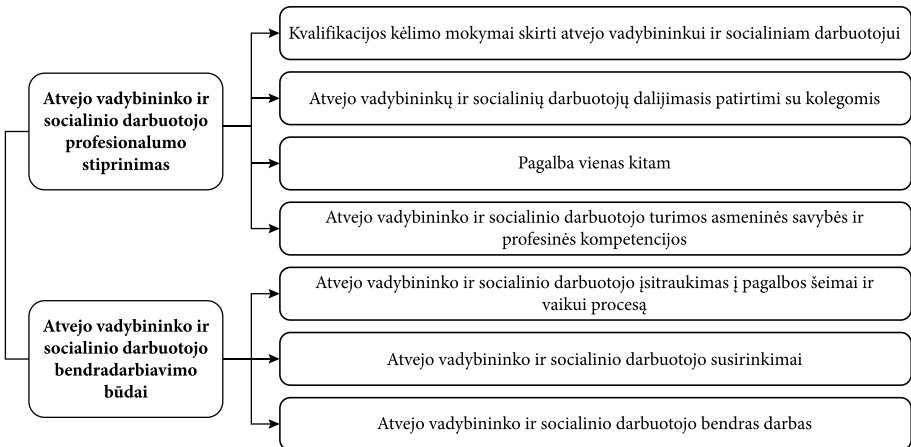 Atvejo vadybininko ir
socialinio darbuotojo
profesionalumo
stiprinimas
Kvalifikacijos kėlimo mokymai skirti atvejo vadybininkui ir socialiniam darbuotojui
Atvejo vadybininkų ir socialinių darbuotojų dalijimasis patirtimi su kolegomis
Pagalba vienas kitam
Atvejo vadybininko ir socialinio darbuotojo turimos asmeninės savybės ir
profesinės kompetencijos
Atvejo vadybininko ir
socialinio darbuotojo
bendradarbiavimo
būdai
Atvejo vadybininko ir socialinio darbuotojo įsitraukimas į pagalbos šeimai ir
vaikui procesą
Atvejo vadybininko ir socialinio darbuotojo susirinkimai
Atvejo vadybininko ir socialinio darbuotojo bendras darbas